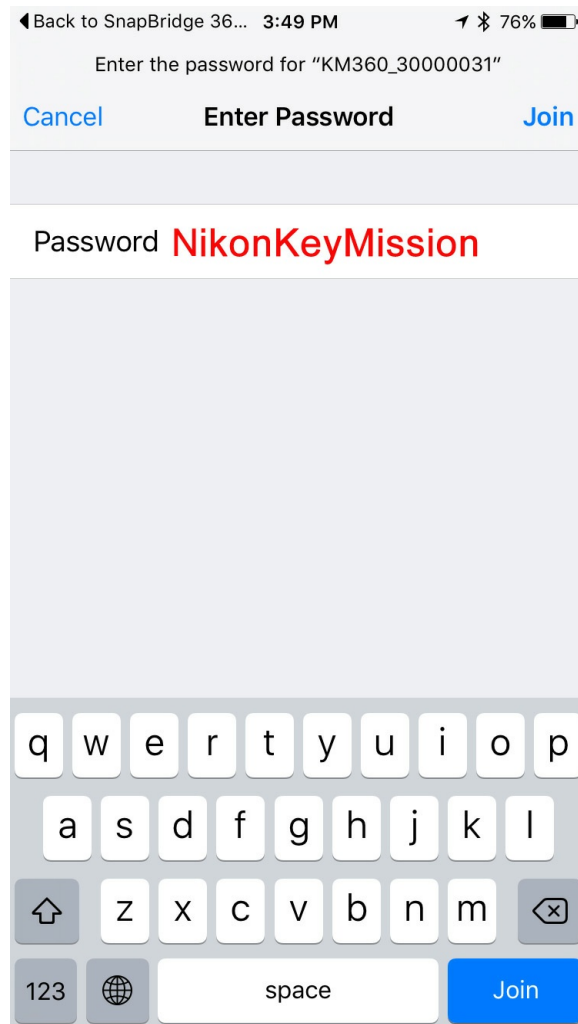 Back to SnapBridge 36... 3:49 PM 76%
Enter the password for “KM360_30000031”
Cancel Enter Password Join
Password NikonKeyMission
q w e r t y u i o p
a s d f g h j k l
z x c v b n m
123 space Join